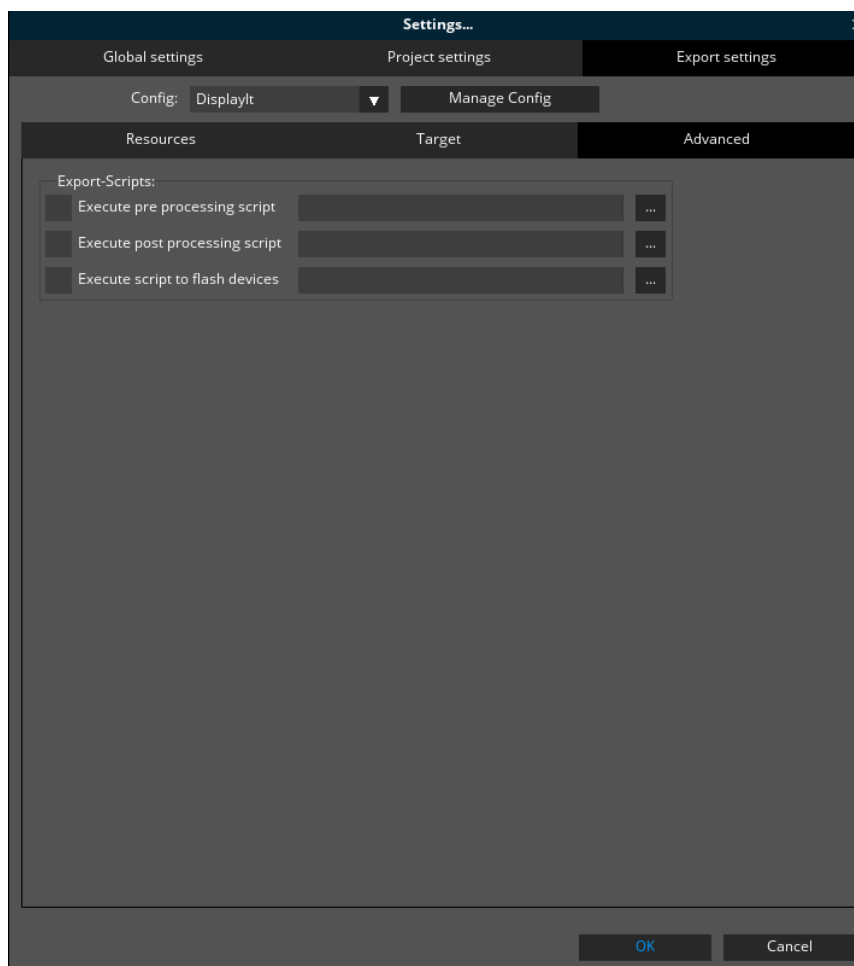 Settings...
Global settings Project settings Export settings
Config: Displaylt Manage Config
Resources Target Advanced
Export-Scripts:
Execute pre processing script ...
Execute post processing script ...
Execute script to flash devices ...
OK Cancel